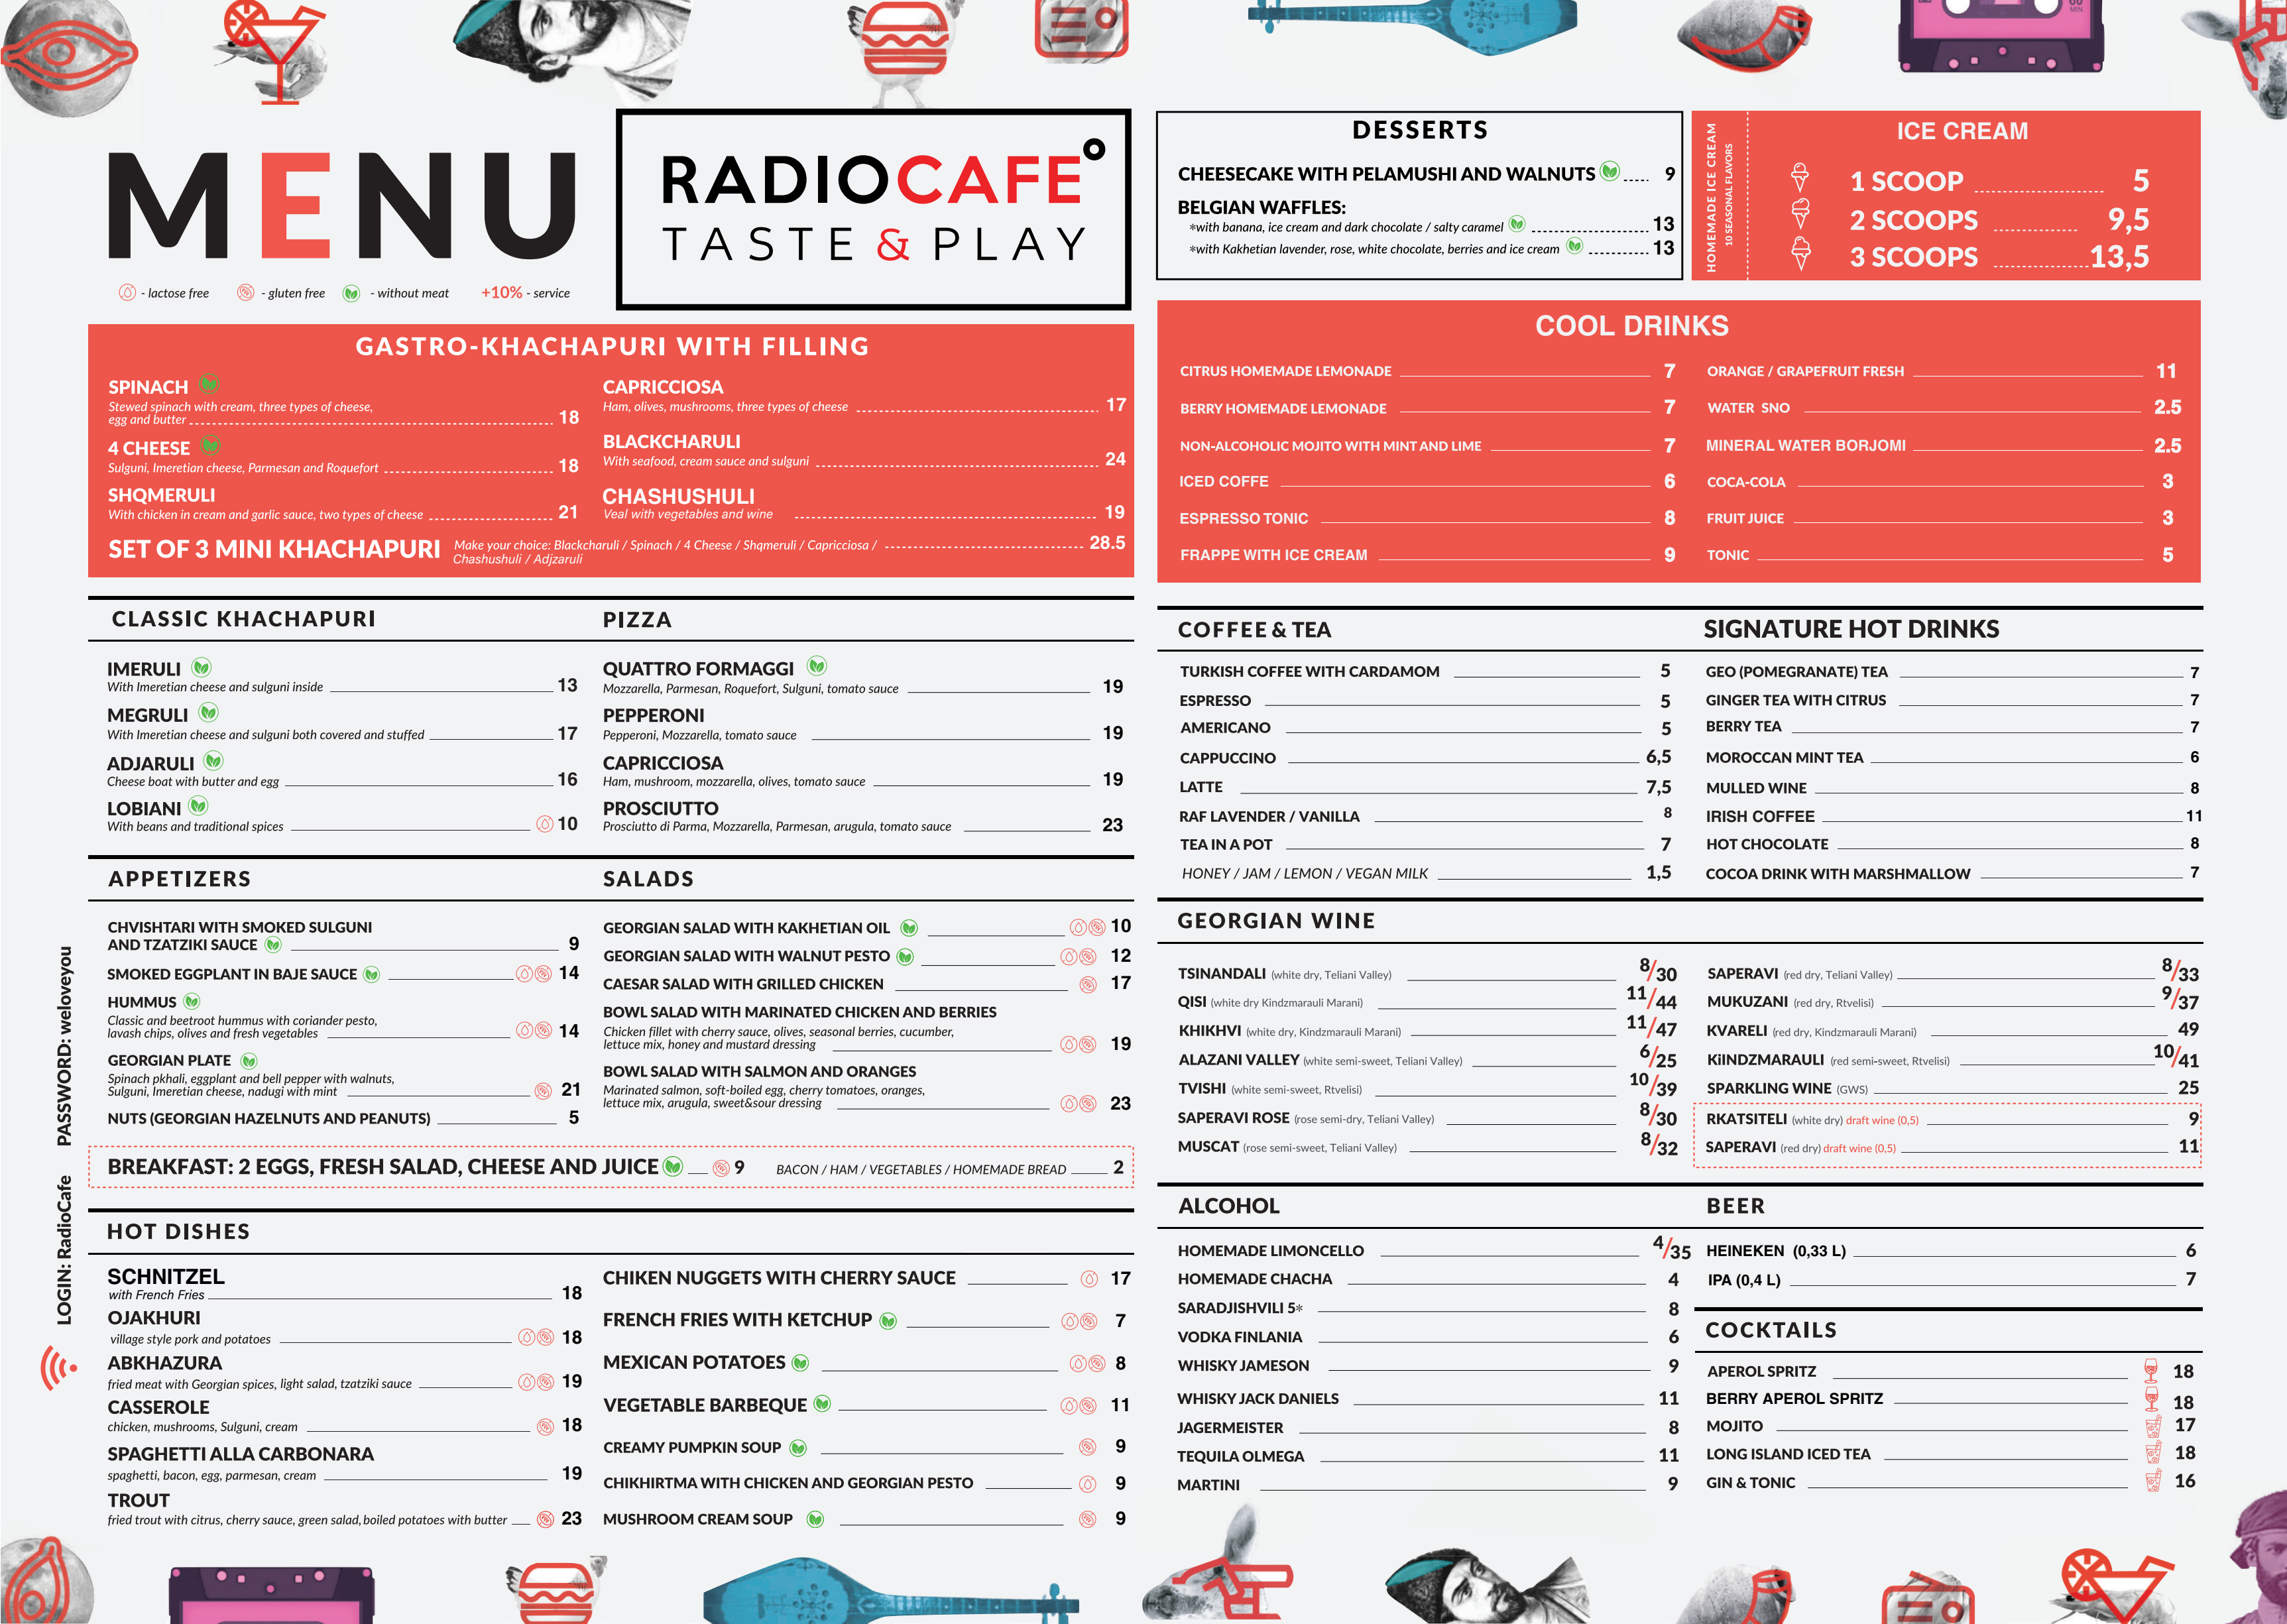 MENU
- lactose free - gluten free - without meat +10% - service
RADIOCAFE°
TASTE & PLAY
GASTRO-KHACHAPURI WITH FILLING
SPINACH
Stewed spinach with cream, three types of cheese,
egg and butter 18
4 CHEESE
Sulguni, Imeretian cheese, Parmesan and Roquefort 18
SHQMERULI
With chicken in cream and garlic sauce, two types of cheese 21
CAPRICCIOSA
Ham, olives, mushrooms, three types of cheese 17
BLACKCHARULI
With seafood, cream sauce and sulguni 24
CHASHUSHULI
Veal with vegetables and wine 19
SET OF 3 MINI KHACHAPURI Make your choice: Blackcharuli / Spinach / 4 Cheese / Shqmeruli / Capricciosa / 28.5
Chashushuli / Adjzaruli
CLASSIC KHACHAPURI
IMERULI
With Imeretian cheese and sulguni inside 13
MEGRULI
With Imeretian cheese and sulguni both covered and stuffed 17
ADJARULI
Cheese boat with butter and egg 16
LOBIANI
With beans and traditional spices 10
PIZZA
QUATTRO FORMAGGI
Mozzarella, Parmesan, Roquefort, Sulguni, tomato sauce 19
PEPPERONI
Pepperoni, Mozzarella, tomato sauce 19
CAPRICCIOSA
Ham, mushroom, mozzarella, olives, tomato sauce 19
PROSCIUTTO
Prosciutto di Parma, Mozzarella, Parmesan, arugula, tomato sauce 23
APPETIZERS
CHVISHTARI WITH SMOKED SULGUNI
AND TZATZIKI SAUCE 9
SMOKED EGGPLANT IN BAJE SAUCE 14
HUMMUS
Classic and beetroot hummus with coriander pesto,
lavash chips, olives and fresh vegetables 14
GEORGIAN PLATE
Spinach pkhali, eggplant and bell pepper with walnuts,
Sulguni, Imeretian cheese, nadugi with mint 21
NUTS (GEORGIAN HAZELNUTS AND PEANUTS) 5
SALADS
GEORGIAN SALAD WITH KAKHETIAN OIL 10
GEORGIAN SALAD WITH WALNUT PESTO 12
CAESAR SALAD WITH GRILLED CHICKEN 17
BOWL SALAD WITH MARINATED CHICKEN AND BERRIES
Chicken fillet with cherry sauce, olives, seasonal berries, cucumber,
lettuce mix, honey and mustard dressing 19
BOWL SALAD WITH SALMON AND ORANGES
Marinated salmon, soft-boiled egg, cherry tomatoes, oranges,
lettuce mix, arugula, sweet&sour dressing 23
BREAKFAST: 2 EGGS, FRESH SALAD, CHEESE AND JUICE 9 BACON / HAM / VEGETABLES / HOMEMADE BREAD 2
HOT DISHES
SCHNITZEL
with French Fries 18
OJAKHURI
village style pork and potatoes 18
ABKHAZURA
fried meat with Georgian spices, light salad, tzatziki sauce 19
CASSEROLE
chicken, mushrooms, Sulguni, cream 18
SPAGHETTI ALLA CARBONARA
spaghetti, bacon, egg, parmesan, cream 19
TROUT
fried trout with citrus, cherry sauce, green salad, boiled potatoes with butter 23
CHIKEN NUGGETS WITH CHERRY SAUCE 17
FRENCH FRIES WITH KETCHUP 7
MEXICAN POTATOES 8
VEGETABLE BARBEQUE 11
CREAMY PUMPKIN SOUP 9
CHIKHIRTMA WITH CHICKEN AND GEORGIAN PESTO 9
MUSHROOM CREAM SOUP 9
LOGIN: RadioCafe PASSWORD: weloveyou
DESSERTS
CHEESECAKE WITH PELAMUSHI AND WALNUTS 9
BELGIAN WAFFLES:
*with banana, ice cream and dark chocolate / salty caramel 13
*with Kakhetian lavender, rose, white chocolate, berries and ice cream 13
HOMEMADE ICE CREAM
10 SEASONAL FLAVORS
ICE CREAM
1 SCOOP 5
2 SCOOPS 9,5
3 SCOOPS 13,5
60
MIN.
COOL DRINKS
CITRUS HOMEMADE LEMONADE 7
BERRY HOMEMADE LEMONADE 7
NON-ALCOHOLIC MOJITO WITH MINT AND LIME 7
ICED COFFE 6
ESPRESSO TONIC 8
FRAPPE WITH ICE CREAM 9
ORANGE / GRAPEFRUIT FRESH 11
WATER SNO 2.5
MINERAL WATER BORJOMI 2.5
COCA-COLA 3
FRUIT JUICE 3
TONIC 5
COFFEE & TEA
TURKISH COFFEE WITH CARDAMOM 5
ESPRESSO 5
AMERICANO 5
CAPPUCCINO 6,5
LATTE 7,5
RAF LAVENDER / VANILLA 8
TEA IN A POT 7
HONEY / JAM / LEMON / VEGAN MILK 1,5
SIGNATURE HOT DRINKS
GEO (POMEGRANATE) TEA 7
GINGER TEA WITH CITRUS 7
BERRY TEA 7
MOROCCAN MINT TEA 6
MULLED WINE 8
IRISH COFFEE 11
HOT CHOCOLATE 8
COCOA DRINK WITH MARSHMALLOW 7
GEORGIAN WINE
TSINANDALI (white dry, Teliani Valley) 8/30
QISI (white dry Kindzmarauli Marani) 11/44
KHIKHVI (white dry, Kindzmarauli Marani) 11/47
ALAZANI VALLEY (white semi-sweet, Teliani Valley) 6/25
TVISHI (white semi-sweet, Rtvelisi) 10/39
SAPERAVI ROSE (rose semi-dry, Teliani Valley) 8/30
MUSCAT (rose semi-sweet, Teliani Valley) 8/32
SAPERAVI (red dry, Teliani Valley) 8/33
MUKUZANI (red dry, Rtvelisi) 9/37
KVARELI (red dry, Kindzmarauli Marani) 49
KiINDZMARAULI (red semi-sweet, Rtvelisi) 10/41
SPARKLING WINE (GWS) 25
RKATSITELI (white dry) draft wine (0,5) 9
SAPERAVI (red dry) draft wine (0,5) 11
ALCOHOL
HOMEMADE LIMONCELLO 4/35
HOMEMADE CHACHA 4
SARADJISHVILI 5* 8
VODKA FINLANIA 6
WHISKY JAMESON 9
WHISKY JACK DANIELS 11
JAGERMEISTER 8
TEQUILA OLMEGA 11
MARTINI 9
BEER
HEINEKEN (0,33 L) 6
IPA (0,4 L) 7
COCKTAILS
APEROL SPRITZ 18
BERRY APEROL SPRITZ 18
MOJITO 17
LONG ISLAND ICED TEA 18
GIN & TONIC 16